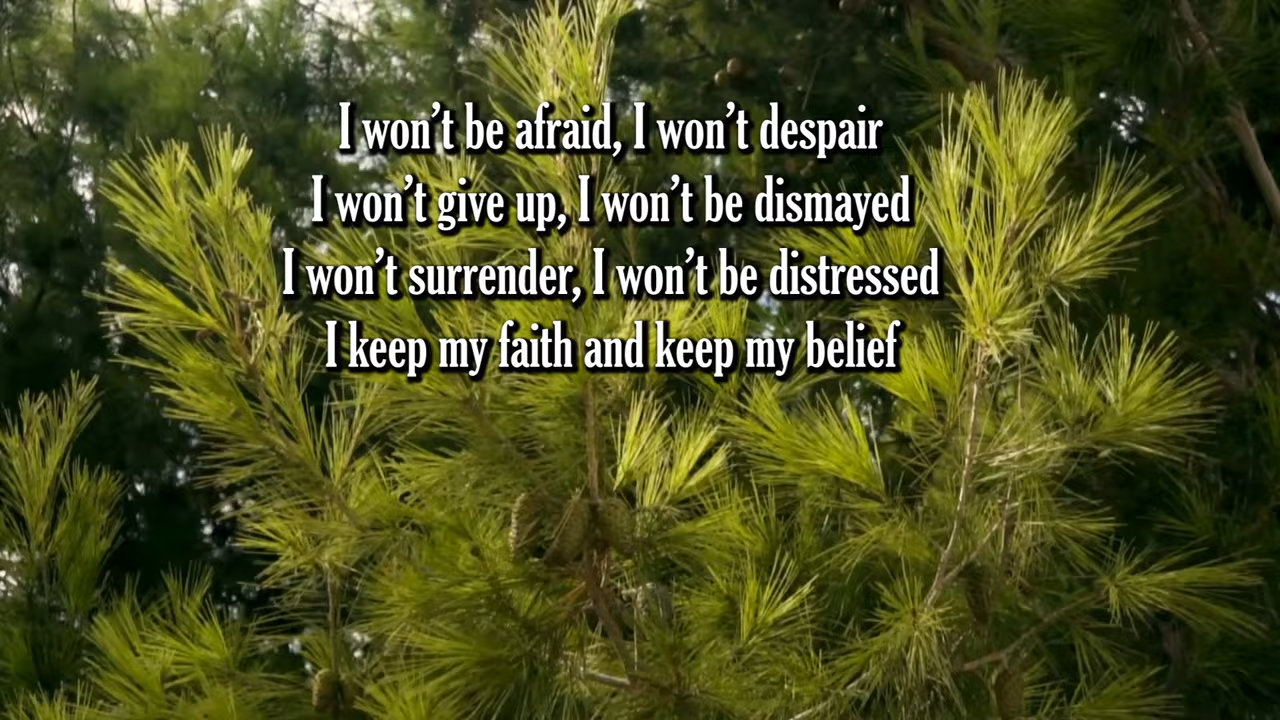 I won’t be afraid, I won’t despair
I won’t give up, I won’t be dismayed
I won’t surrender, I won’t be distressed
I keep my faith and keep my belief